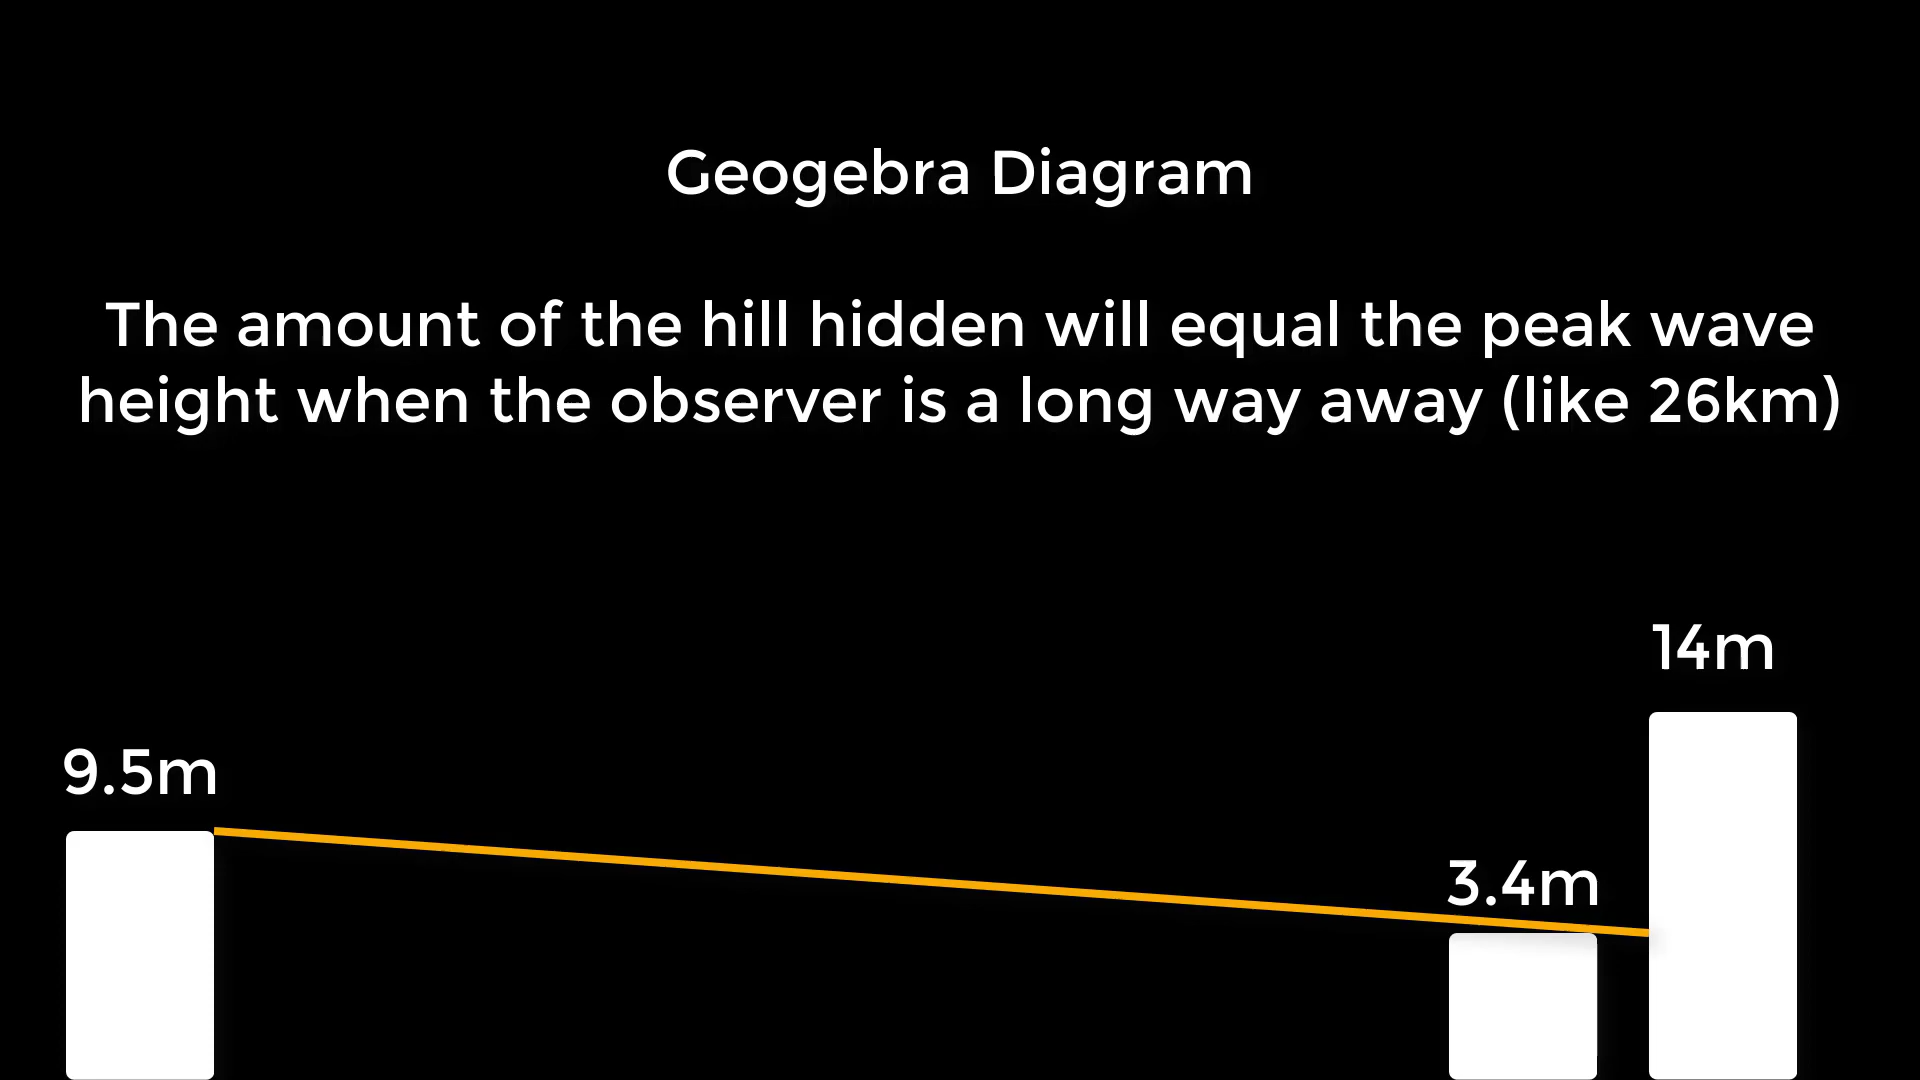 Geogebra Diagram
The amount of the hill hidden will equal the peak wave
height when the observer is a long way away (like 26km)
14m
9.5m
3.4m